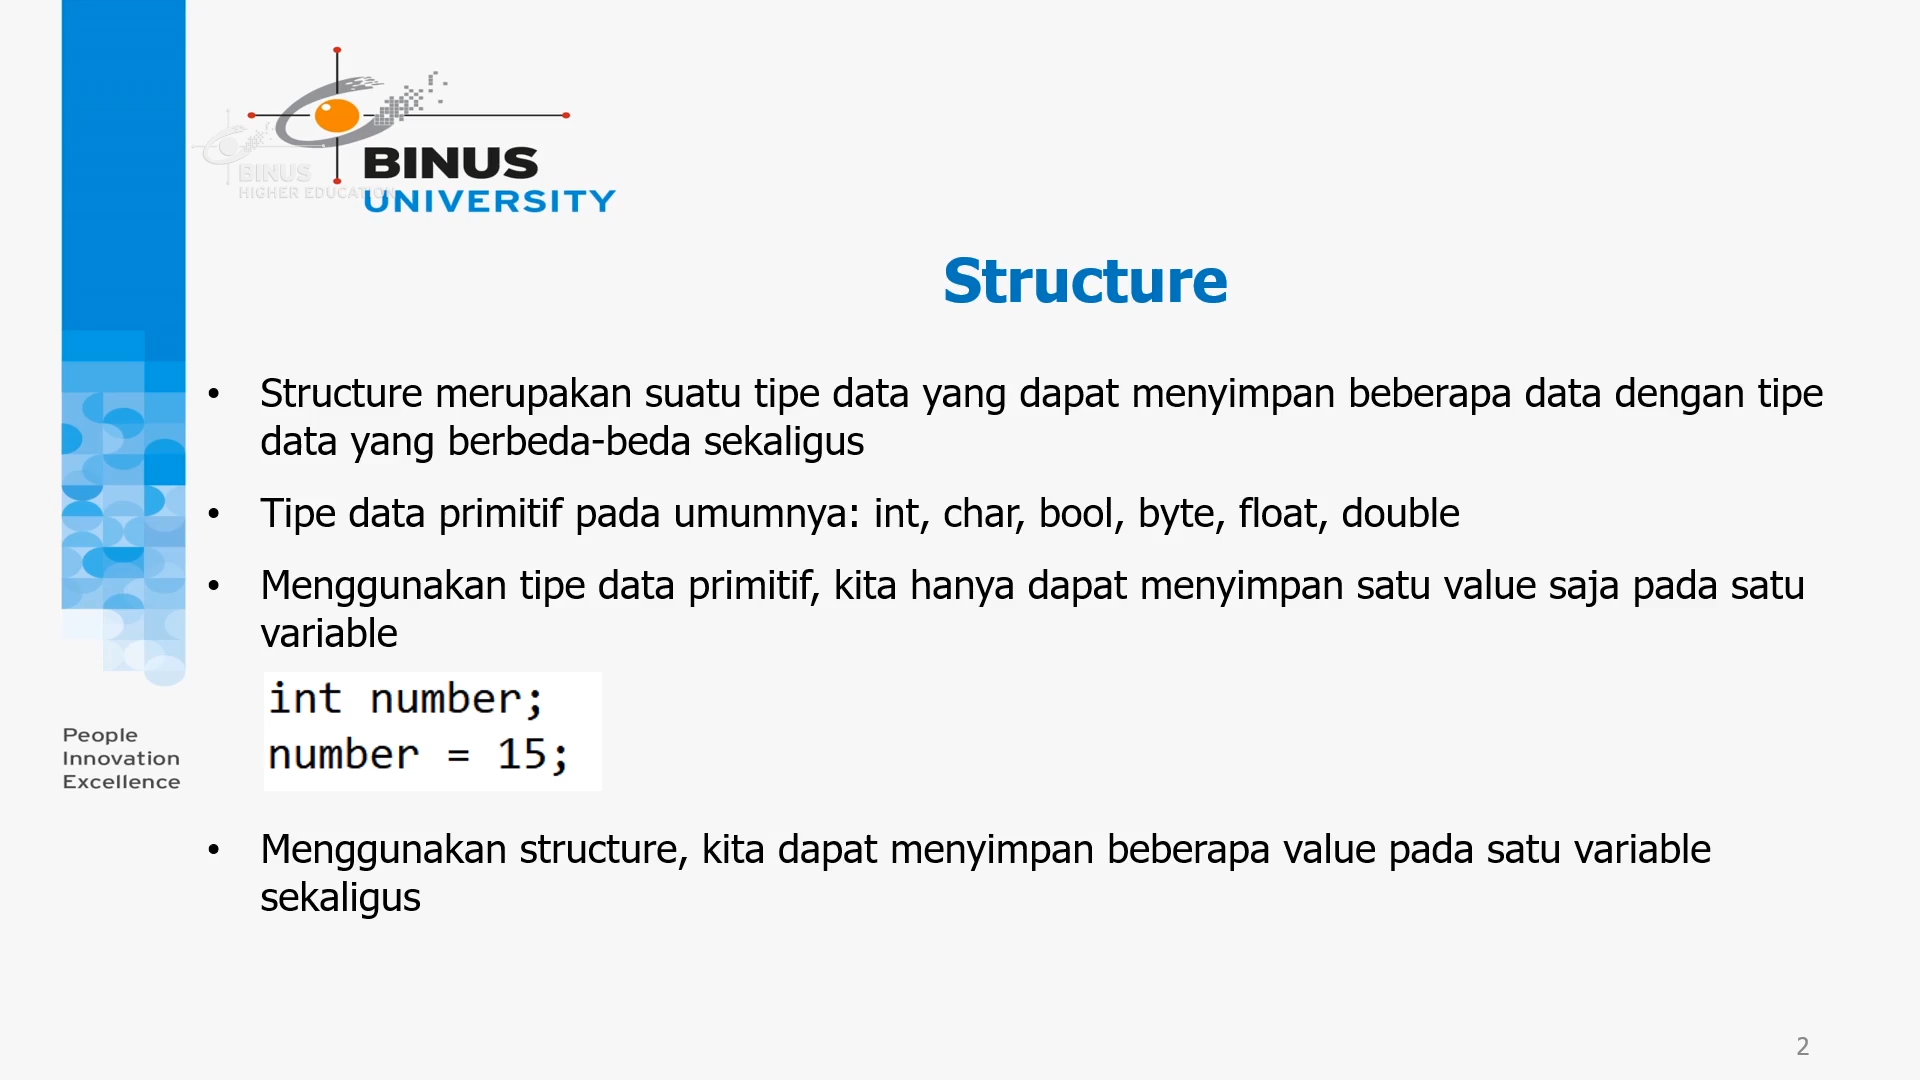 BINUS
UNIVERSITY
BINUS
HIGHER EDUCATION
Structure
• Structure merupakan suatu tipe data yang dapat menyimpan beberapa data dengan tipe
data yang berbeda-beda sekaligus
• Tipe data primitif pada umumnya: int, char, bool, byte, float, double
• Menggunakan tipe data primitif, kita hanya dapat menyimpan satu value saja pada satu
variable
int number;
number = 15;
People
Innovation
Excellence
• Menggunakan structure, kita dapat menyimpan beberapa value pada satu variable
sekaligus
2